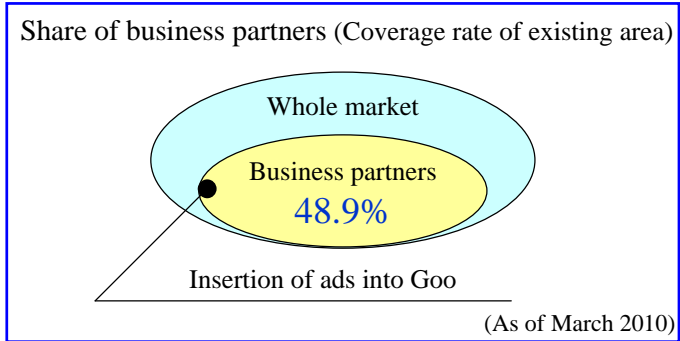 Share of business partners (Coverage rate of existing area)
Whole market
Business partners
48.9%
Insertion of ads into Goo
(As of March 2010)